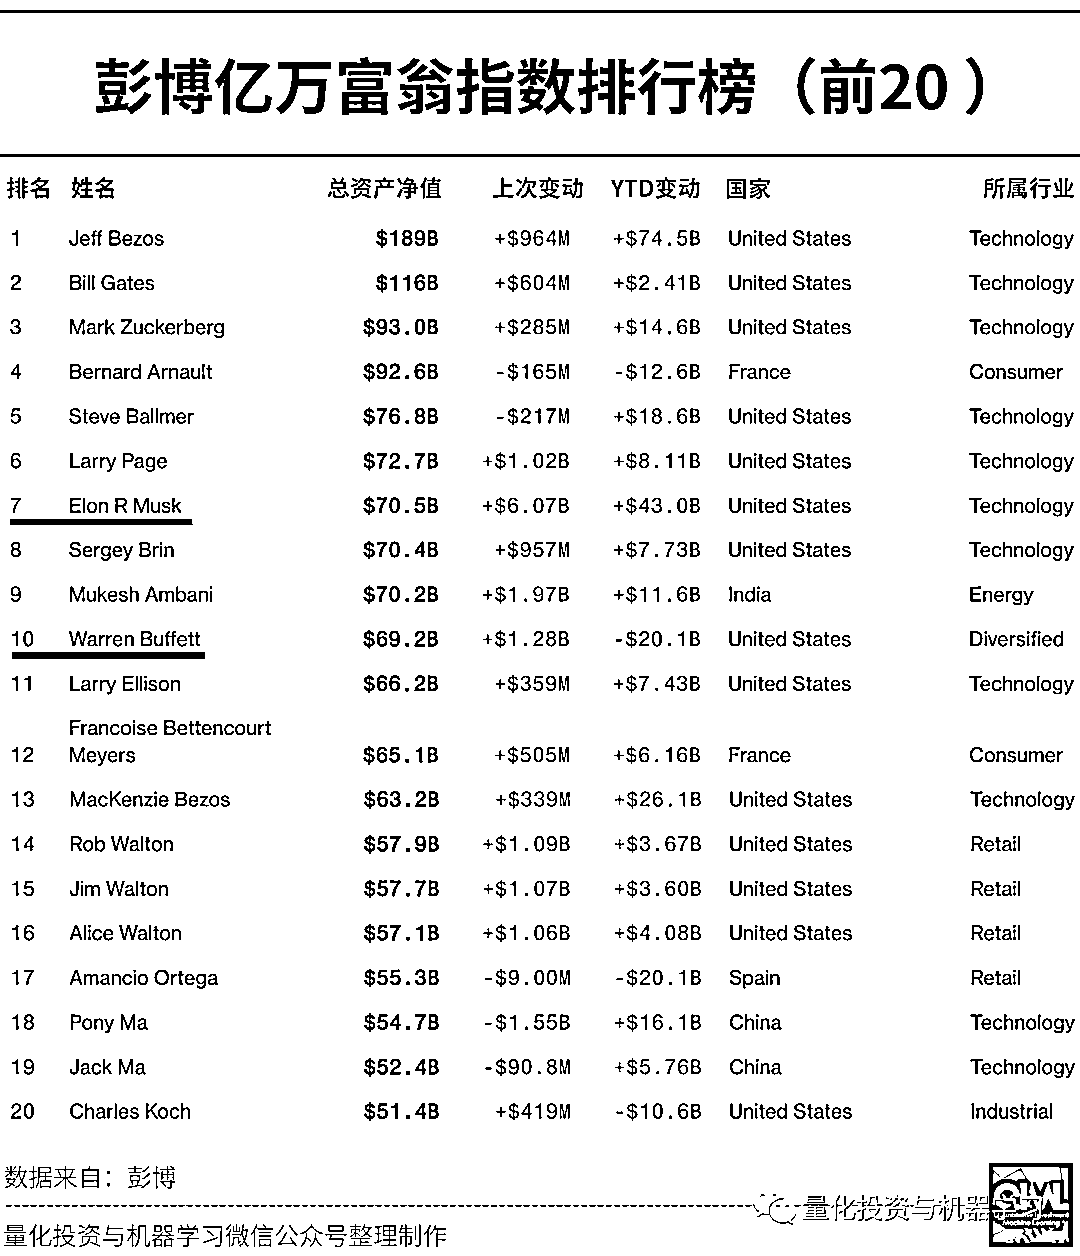 彭博亿万富翁指数排行榜（前20 ）
排名 姓名 总资产净值 上次变动 YTD变动 国家 所属行业
1 Jeff Bezos $189B +$964M +$74.5B United States Technology
2 Bill Gates $116B +$604M +$2.41B United States Technology
3 Mark Zuckerberg $93.0B +$285M +$14.6B United States Technology
4 Bernard Arnault $92.6B -$165M -$12.6B France Consumer
5 Steve Ballmer $76.8B -$217M +$18.6B United States Technology
6 Larry Page $72.7B +$1.02B +$8.11B United States Technology
7 Elon R Musk $70.5B +$6.07B +$43.0B United States Technology
8 Sergey Brin $70.4B +$957M +$7.73B United States Technology
9 Mukesh Ambani $70.2B +$1.97B +$11.6B India Energy
10 Warren Buffett $69.2B +$1.28B -$20.1B United States Diversified
11 Larry Ellison $66.2B +$359M +$7.43B United States Technology
Francoise Bettencourt
12 Meyers $65.1B +$505M +$6.16B France Consumer
13 MacKenzie Bezos $63.2B +$339M +$26.1B United States Technology
14 Rob Walton $57.9B +$1.09B +$3.67B United States Retail
15 Jim Walton $57.7B +$1.07B +$3.60B United States Retail
16 Alice Walton $57.1B +$1.06B +$4.08B United States Retail
17 Amancio Ortega $55.3B -$9.00M -$20.1B Spain Retail
18 Pony Ma $54.7B -$1.55B +$16.1B China Technology
19 Jack Ma $52.4B -$90.8M +$5.76B China Technology
20 Charles Koch $51.4B +$419M -$10.6B United States Industrial
数据来自：彭博
量化投资与机器学习
量化投资与机器学习微信公众号整理制作